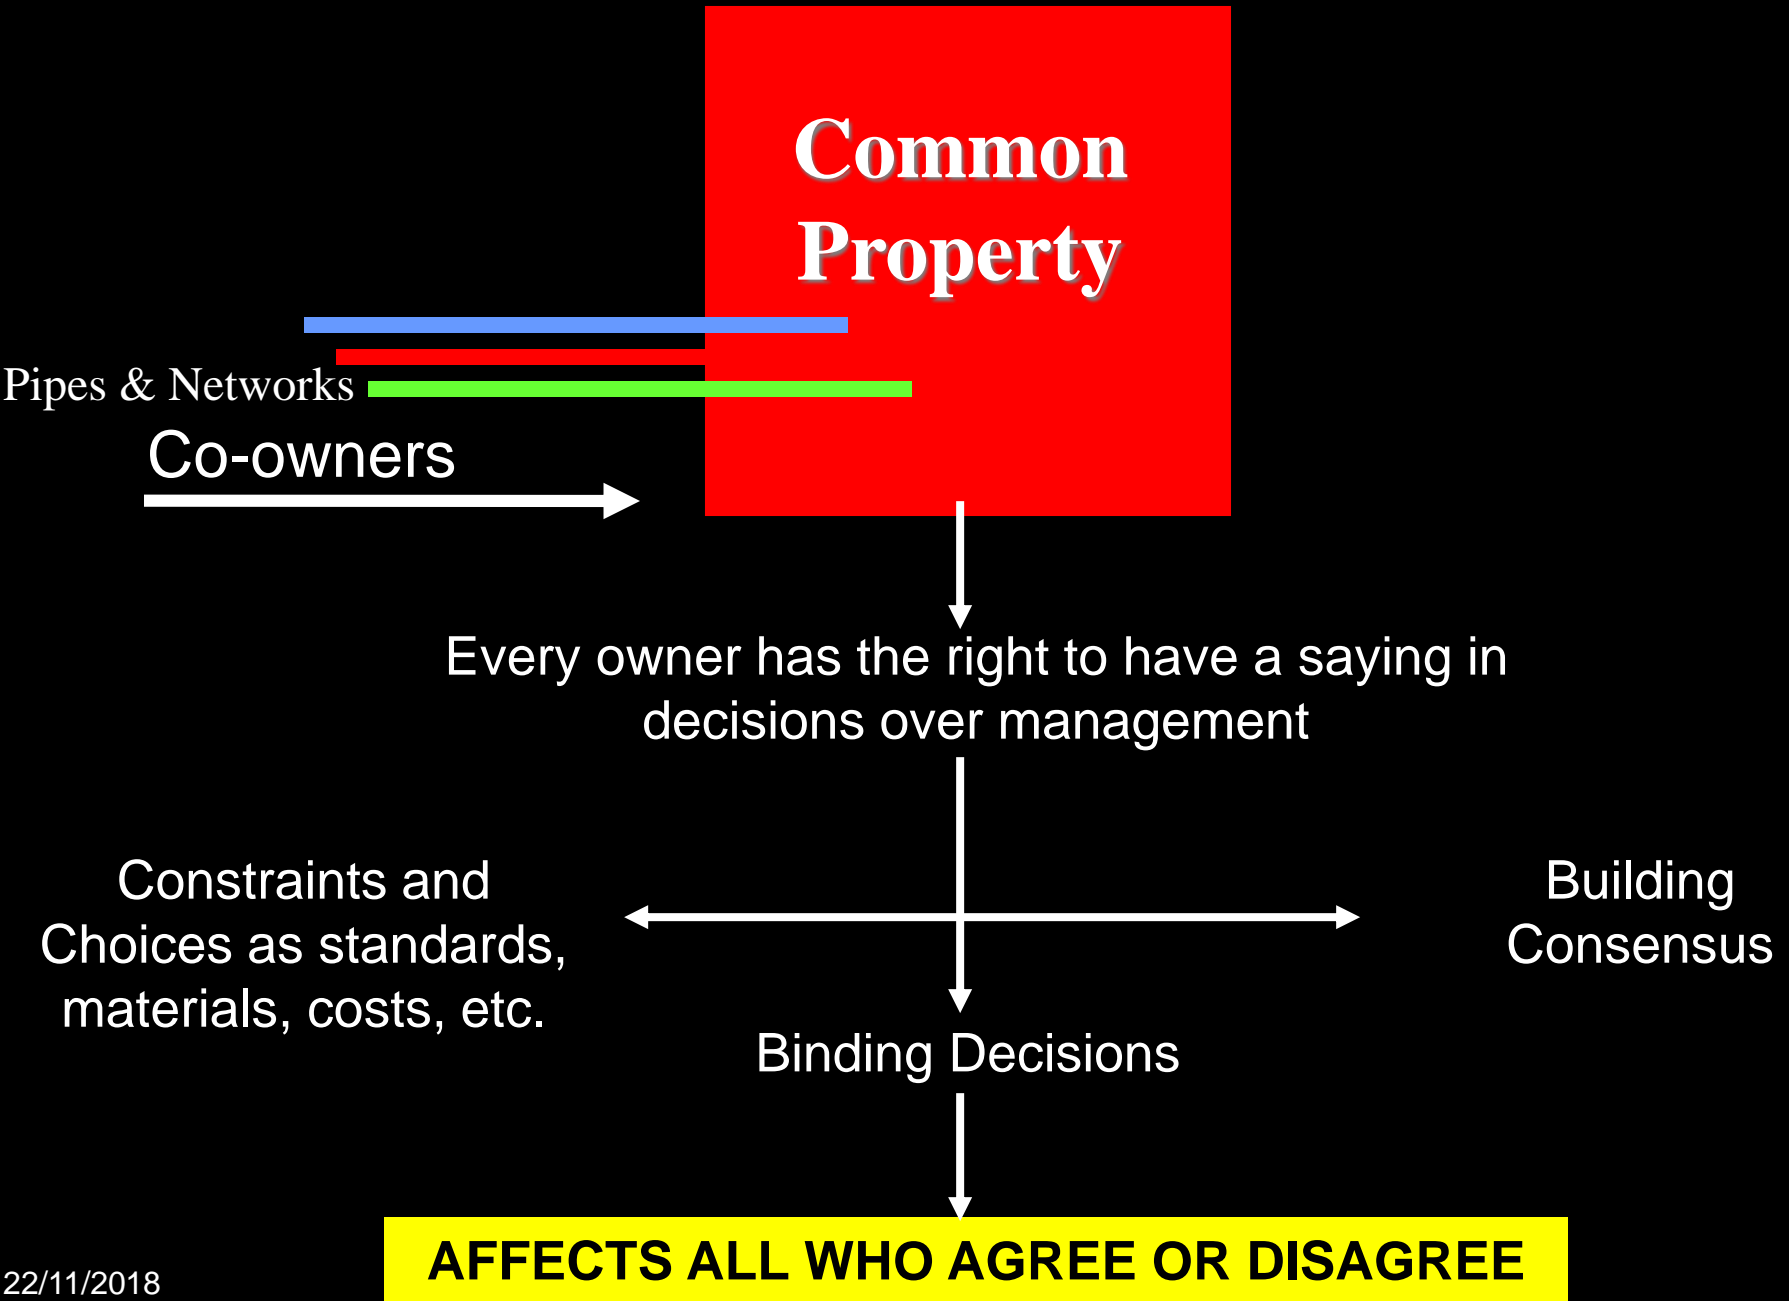 Common
Property
Pipes & Networks
Co-owners
Every owner has the right to have a saying in
decisions over management
Constraints and
Choices as standards,
materials, costs, etc.
Building
Consensus
Binding Decisions
AFFECTS ALL WHO AGREE OR DISAGREE
22/11/2018